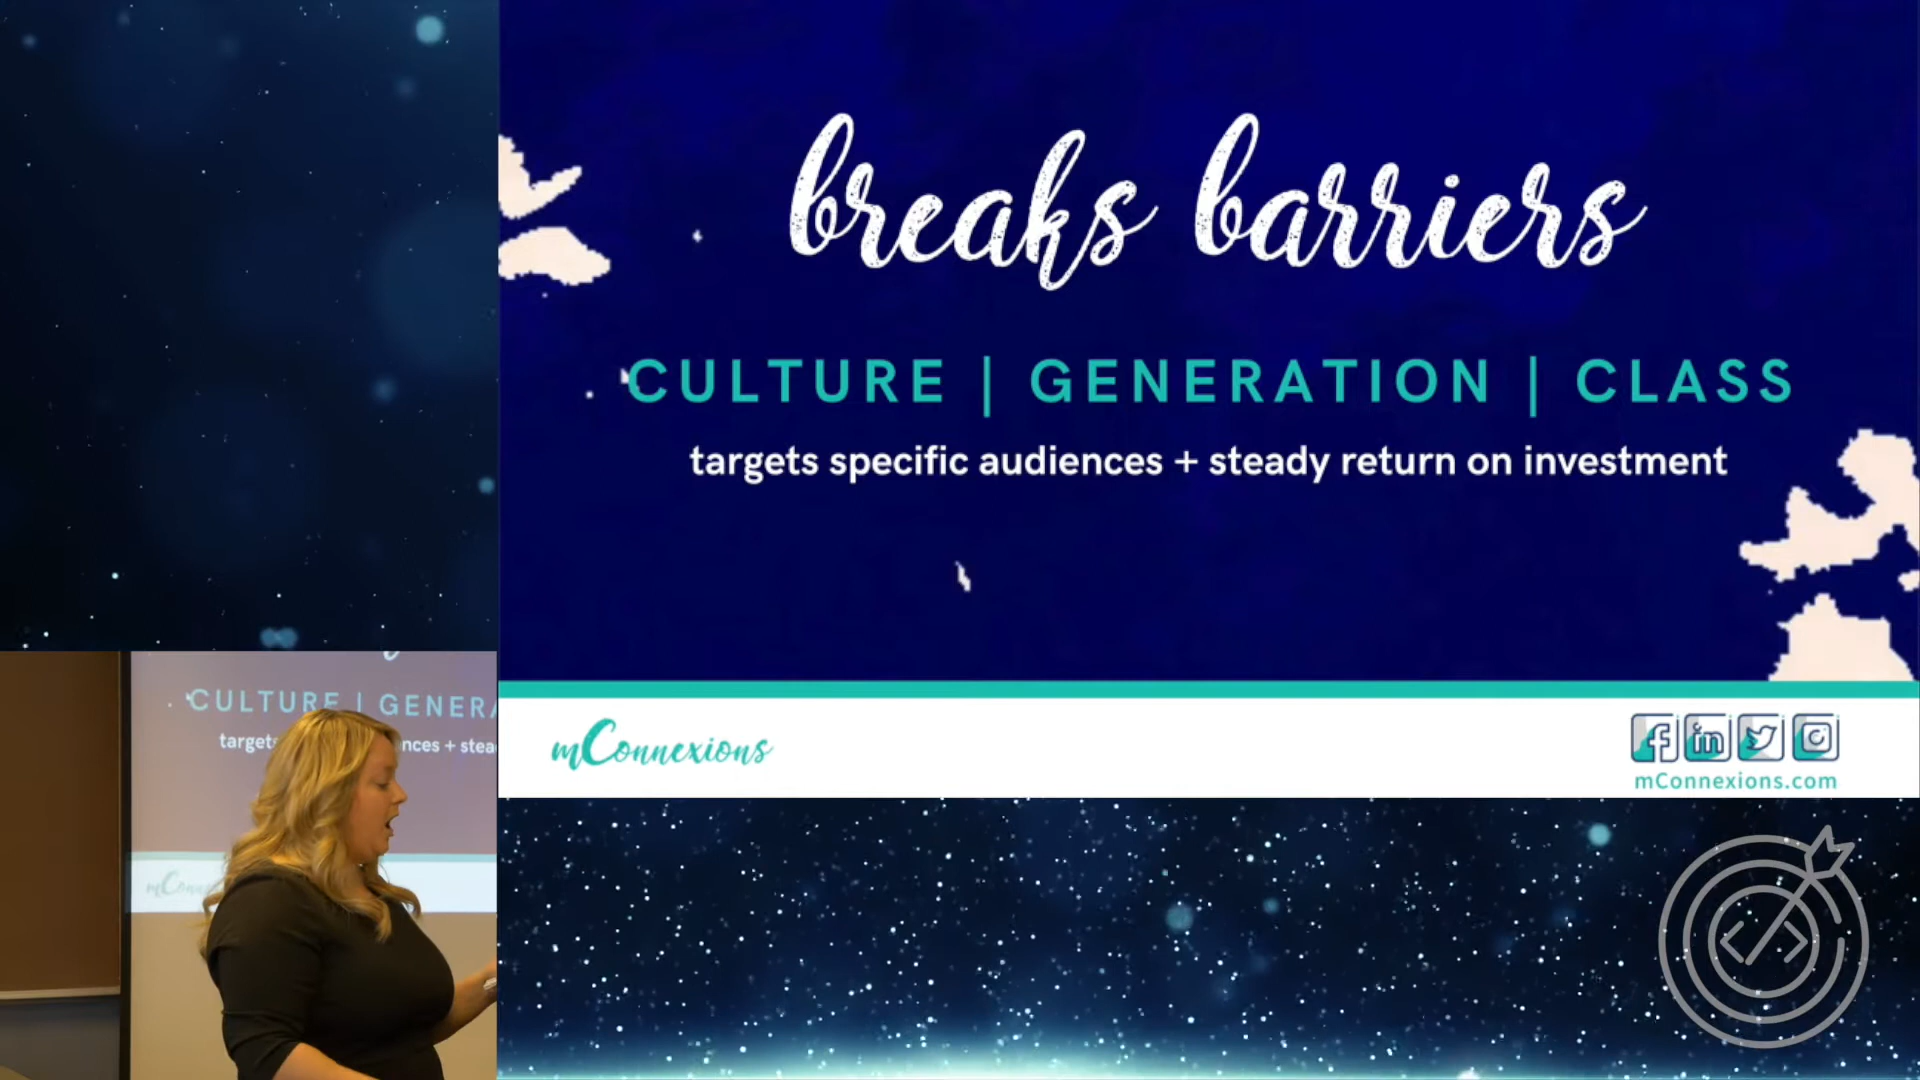 breaks barriers
CULTURE | GENERATION | CLASS
targets specific audiences + steady return on investment
mConnexions
mConnexions.com
CULTURE | GENERA
targets
nces + stea
mConn